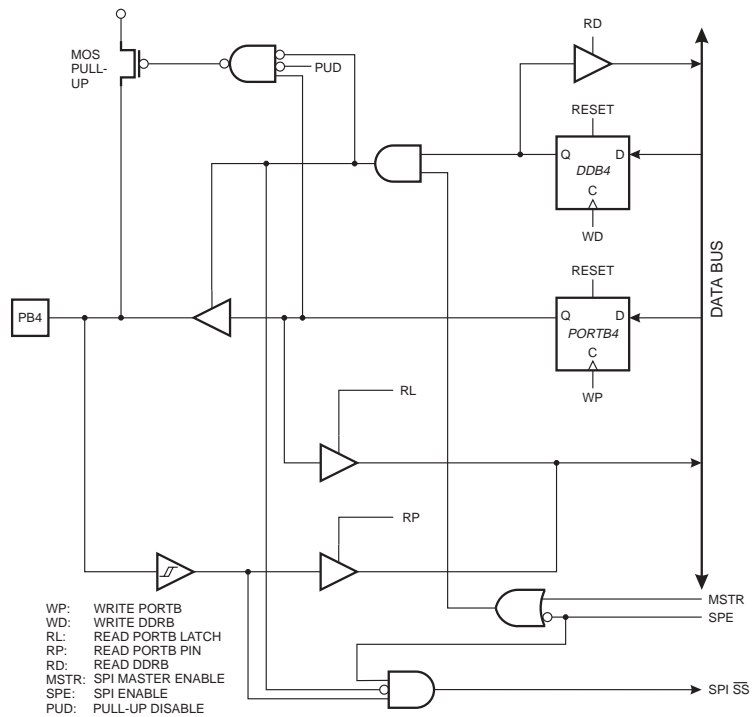 RD
MOS
PULL-
UP
PUD
RESET
Q
D
DDB4
C
WD
RESET
DATA BUS
PB4
Q
D
PORTB4
C
WP
RL
RP
MSTR
SPE
WP: WRITE PORTB
WD: WRITE DDRB
RL: READ PORTB LATCH
RP: READ PORTB PIN
RD: READ DDRB
MSTR: SPI MASTER ENABLE
SPE: SPI ENABLE
PUD: PULL-UP DISABLE
SPI S̅S̅